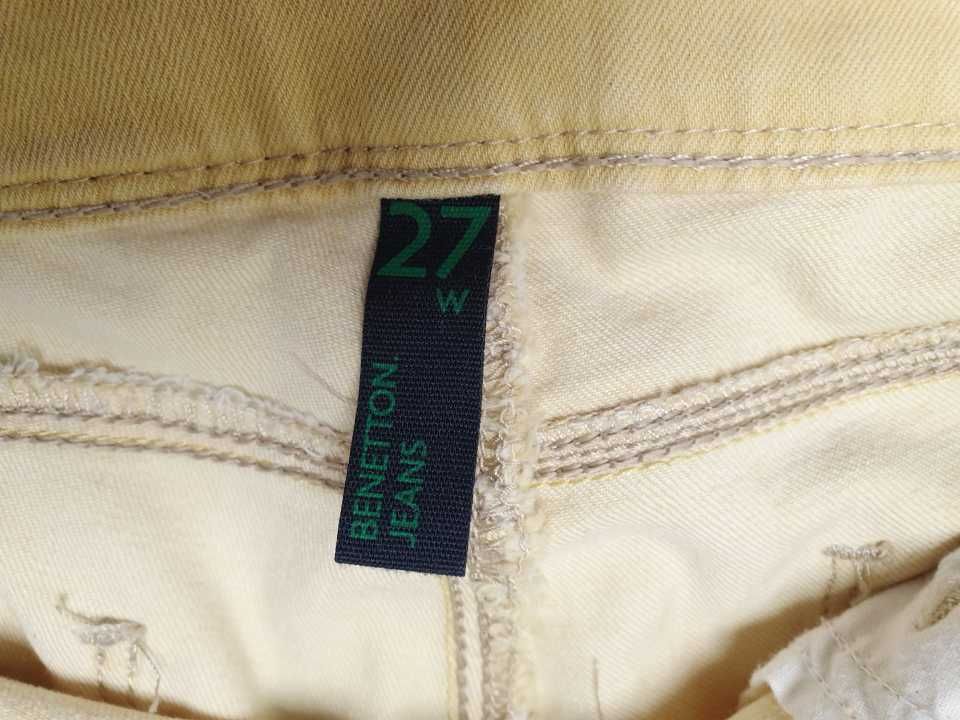 27
W
BENETTON.
JEANS